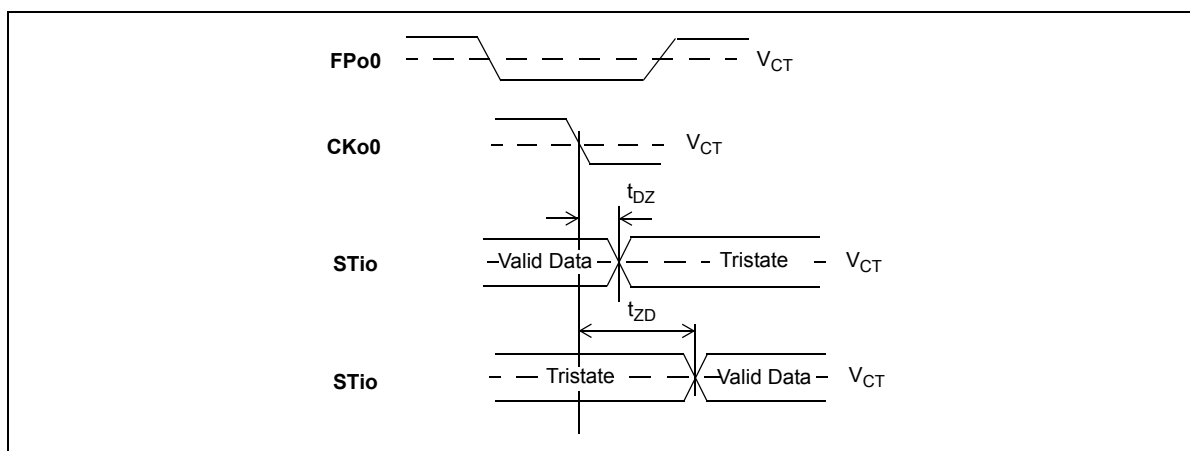 FPo0 V_CT
CKo0 V_CT
t_DZ
STio Valid Data Tristate V_CT
t_ZD
STio Tristate Valid Data V_CT